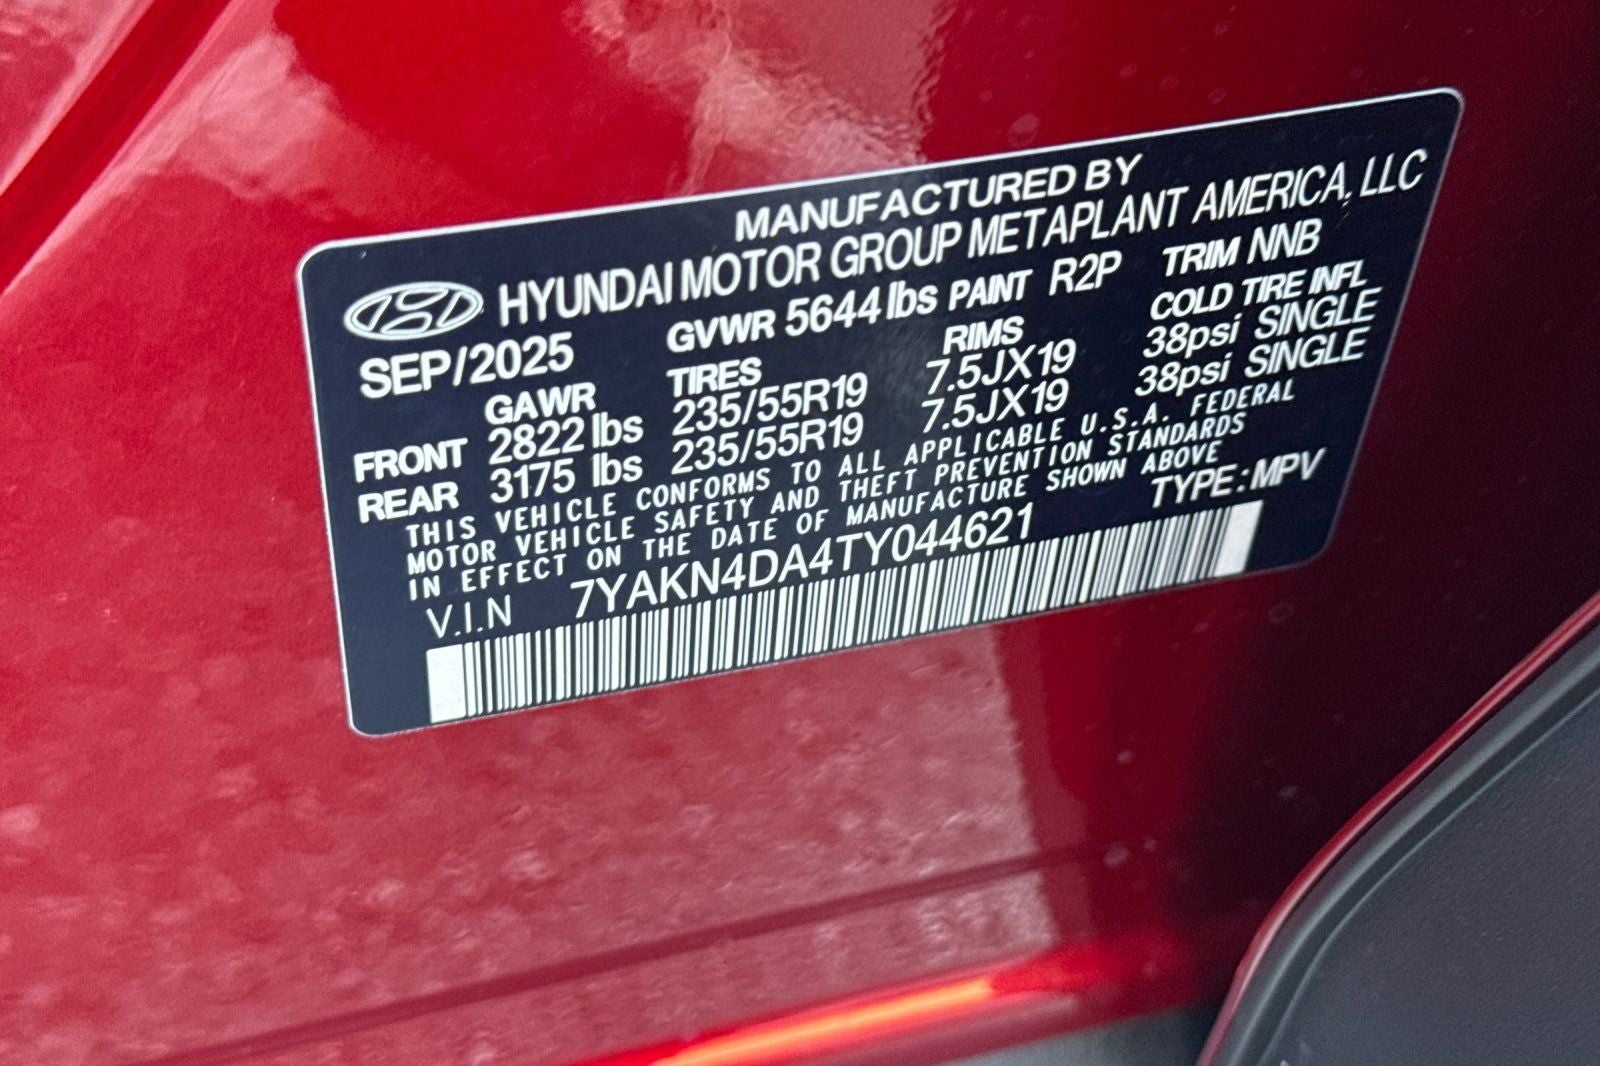 MANUFACTURED BY
HYUNDAI MOTOR GROUP METAPLANT AMERICA, LLC
SEP/2025 GVWR 5644 lbs PAINT R2P TRIM NNB
GAWR TIRES RIMS COLD TIRE INFL
FRONT 2822 lbs 235/55R19 7.5JX19 38psi SINGLE
REAR 3175 lbs 235/55R19 7.5JX19 38psi SINGLE
THIS VEHICLE CONFORMS TO ALL APPLICABLE U.S.A. FEDERAL
MOTOR VEHICLE SAFETY AND THEFT PREVENTION STANDARDS
IN EFFECT ON THE DATE OF MANUFACTURE SHOWN ABOVE
V.I.N 7YAKN4DA4TY044621 TYPE: MPV